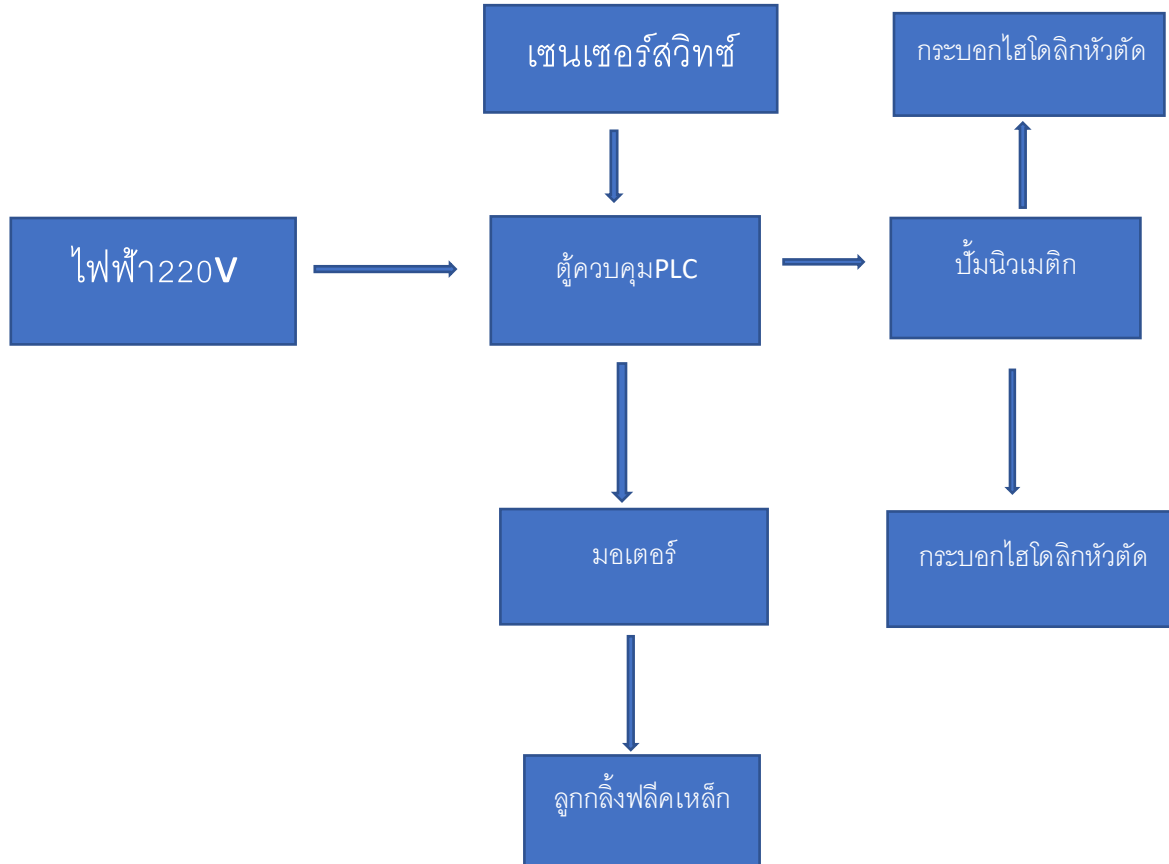 เซนเซอร์สวิทซ์
กระบอกไฮโดลิกหัวตัด
ไฟฟ้า220V
ตู้ควบคุมPLC
ปั้มนิวเมติก
มอเตอร์
กระบอกไฮโดลิกหัวตัด
ลูกกลิ้งฟลีคเหล็ก